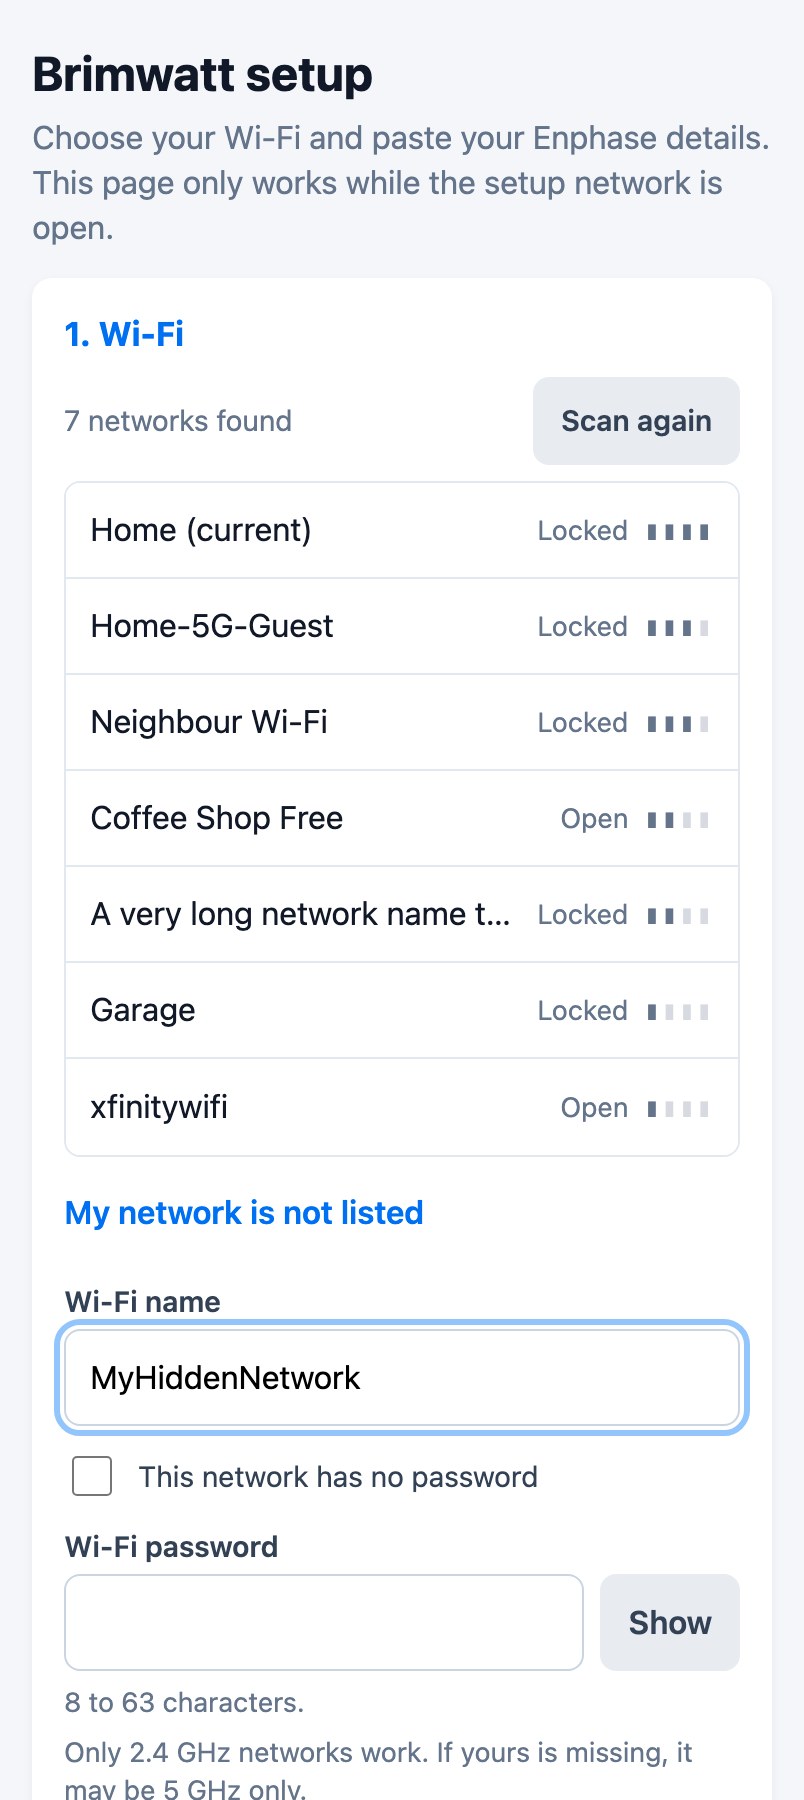 Brimwatt setup
Choose your Wi-Fi and paste your Enphase details.
This page only works while the setup network is
open.
1. Wi-Fi
7 networks found
Scan again
Home (current) Locked
Home-5G-Guest Locked
Neighbour Wi-Fi Locked
Coffee Shop Free Open
A very long network name t... Locked
Garage Locked
xfinitywifi Open
My network is not listed
Wi-Fi name
MyHiddenNetwork
This network has no password
Wi-Fi password
Show
8 to 63 characters.
Only 2.4 GHz networks work. If yours is missing, it
may be 5 GHz only.